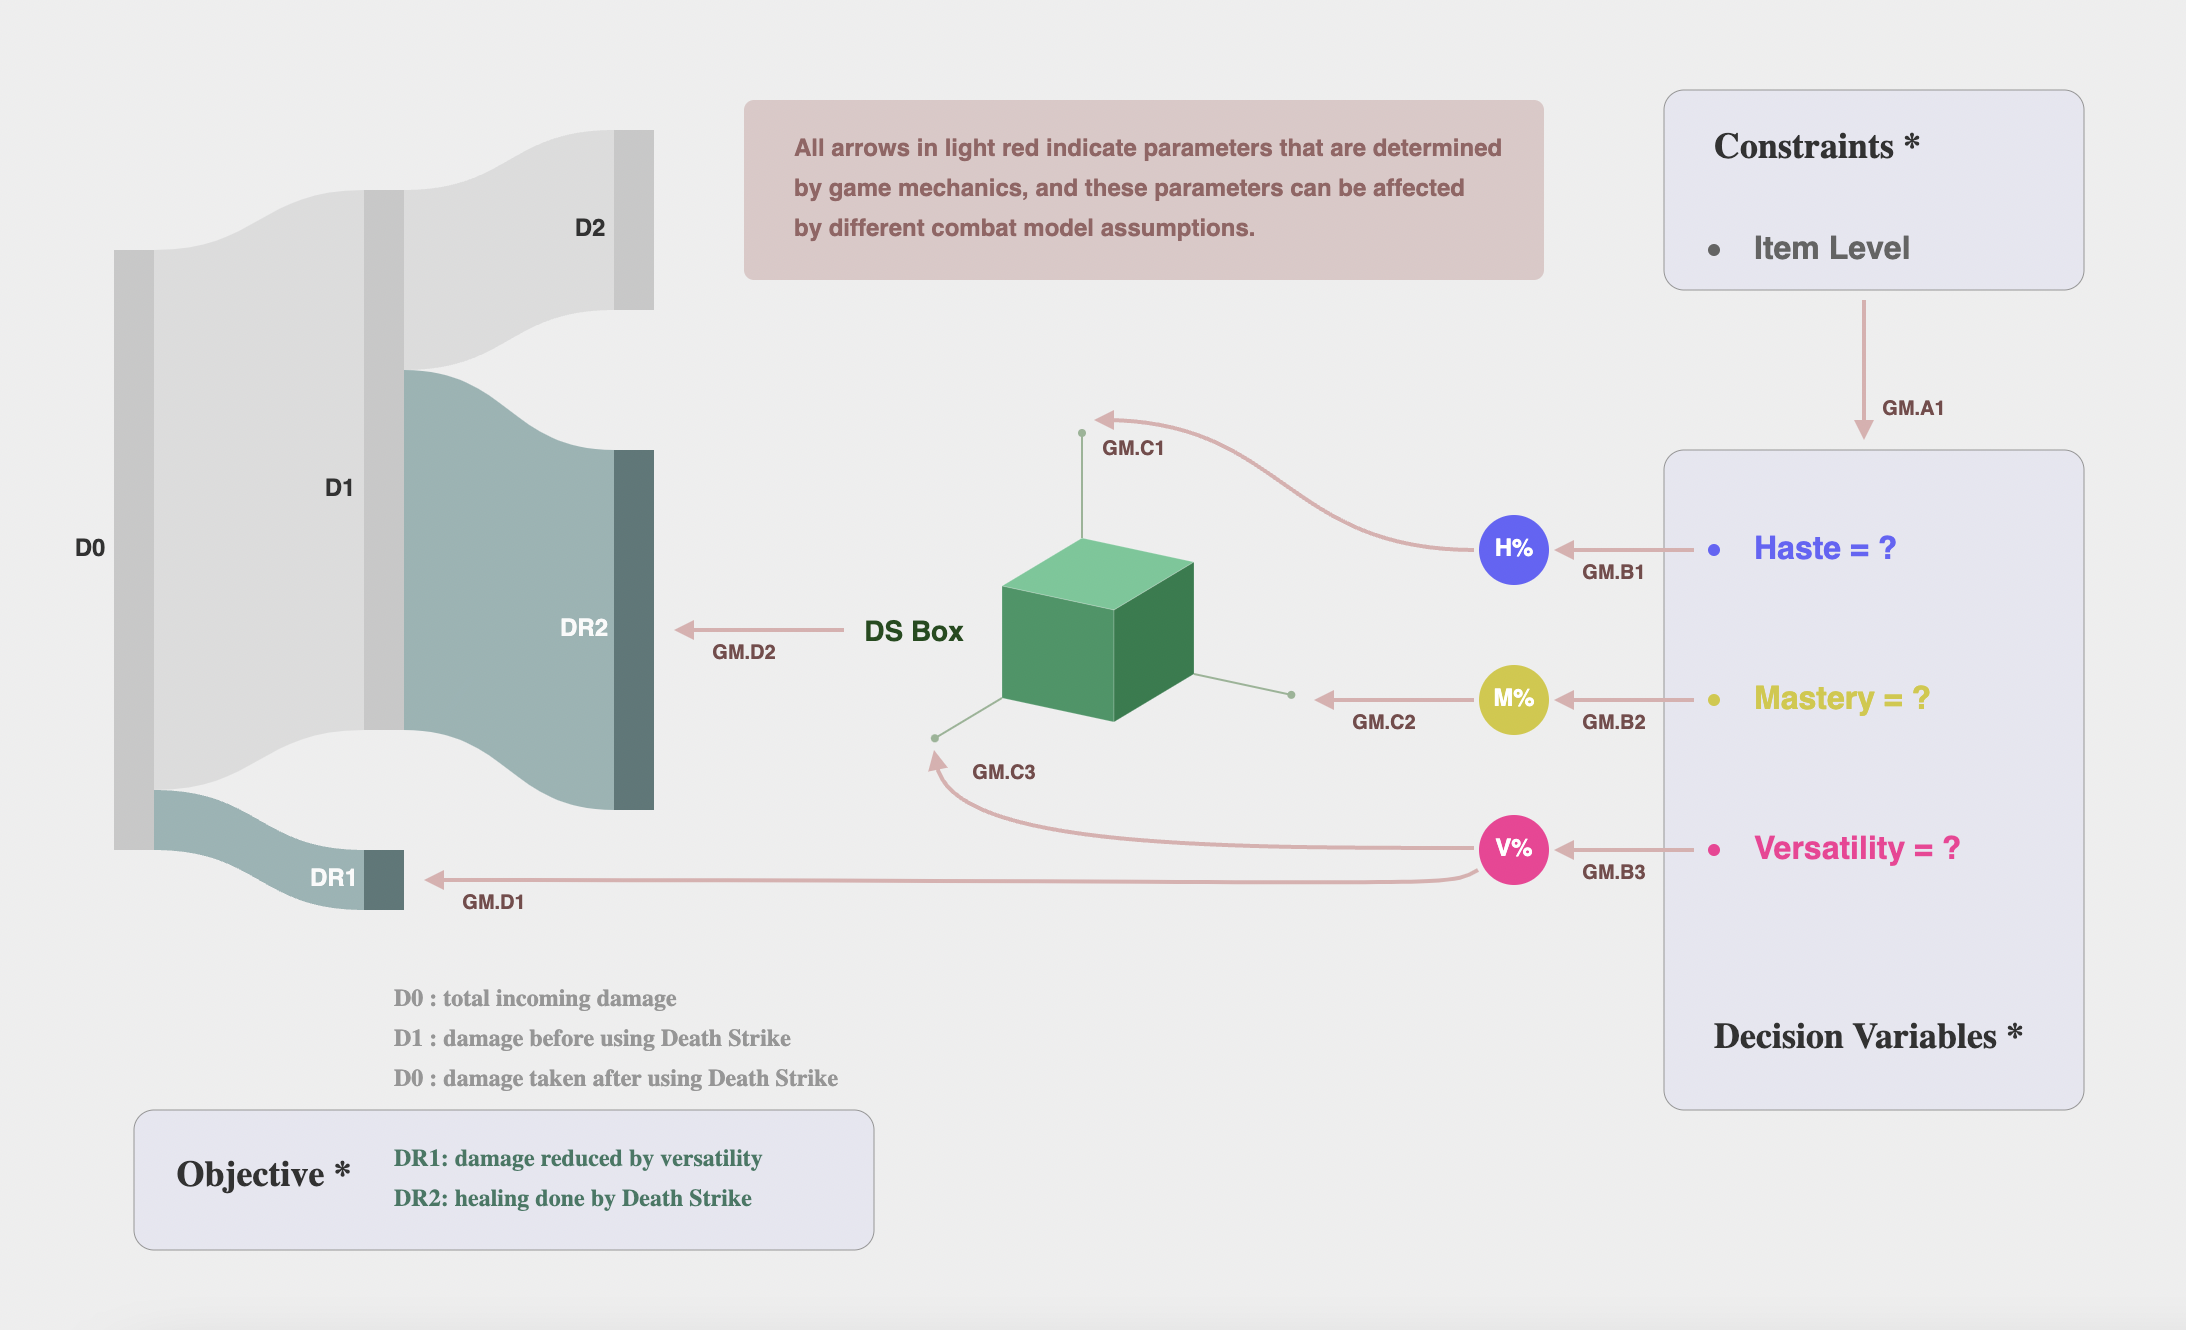 All arrows in light red indicate parameters that are determined
by game mechanics, and these parameters can be affected
by different combat model assumptions.
Constraints *
• Item Level
D2
GM.A1
GM.C1
D1
D0
H%
GM.B1
• Haste = ?
DR2
GM.D2
DS Box
M%
GM.C2
GM.B2
• Mastery = ?
GM.C3
V%
GM.B3
• Versatility = ?
DR1
GM.D1
D0 : total incoming damage
D1 : damage before using Death Strike
D0 : damage taken after using Death Strike
Decision Variables *
Objective *
DR1: damage reduced by versatility
DR2: healing done by Death Strike